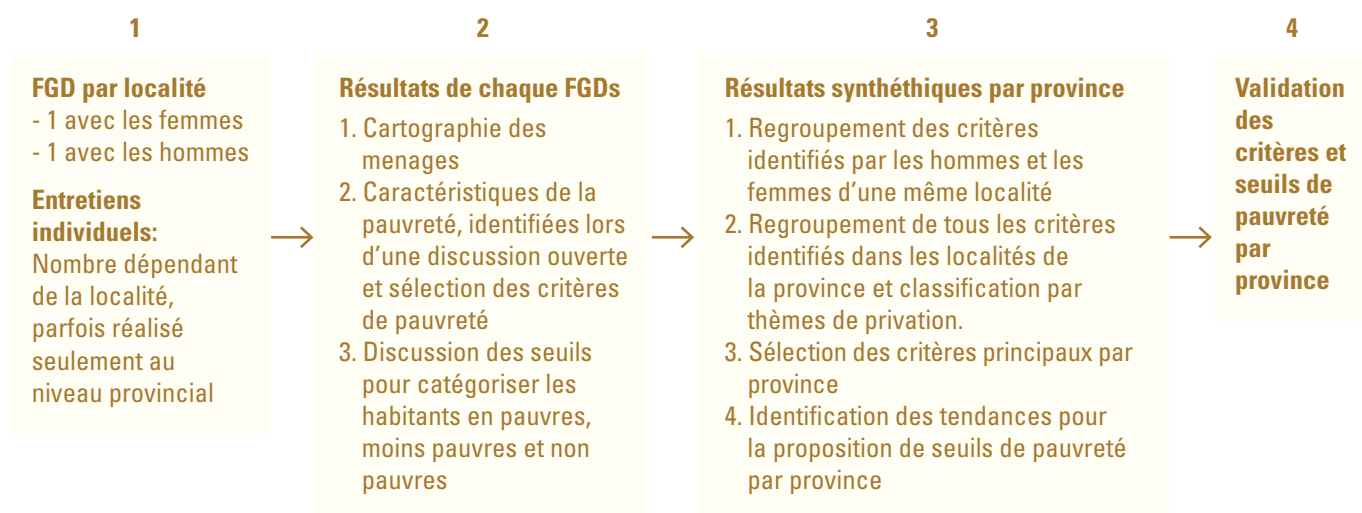 1
FGD par localité
- 1 avec les femmes
- 1 avec les hommes
Entretiens
individuels:
Nombre dépendant
de la localité,
parfois réalisé
seulement au
niveau provincial
2
Résultats de chaque FGDs
1. Cartographie des
menages
2. Caractéristiques de la
pauvreté, identifiées lors
d’une discussion ouverte
et sélection des critères
de pauvreté
3. Discussion des seuils
pour catégoriser les
habitants en pauvres,
moins pauvres et non
pauvres
3
Résultats synthéthiques par province
1. Regroupement des critères
identifiés par les hommes et les
femmes d’une même localité
2. Regroupement de tous les critères
identifiés dans les localités de
la province et classification par
thèmes de privation.
3. Sélection des critères principaux par
province
4. Identification des tendances pour
la proposition de seuils de pauvreté
par province
4
Validation
des
critères et
seuils de
pauvreté
par
province